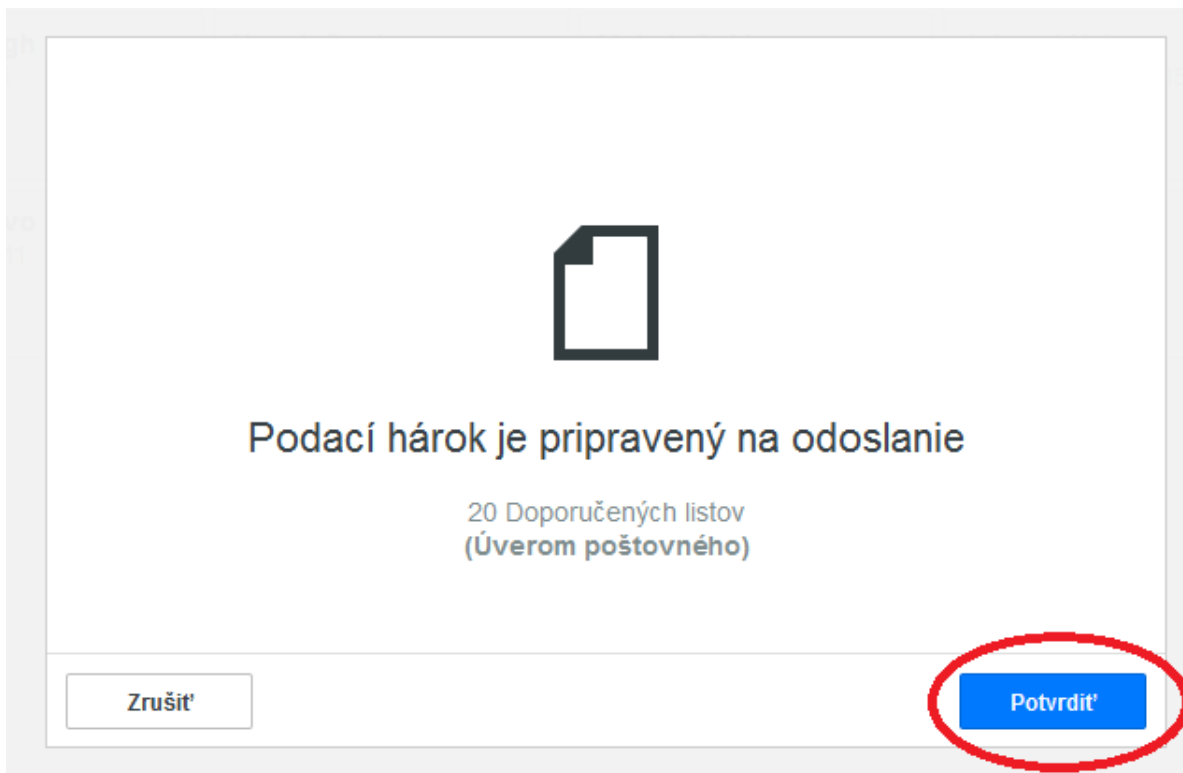 Podací hárok je pripravený na odoslanie
20 Doporučených listov
(Úverom poštovného)
Zrušiť
Potvrdiť